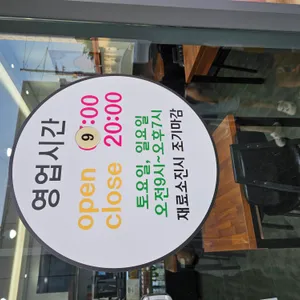 영업시간
open 9:00
close 20:00
토요일, 일요일
오전9시~오후7시
재료소진시 조기마감